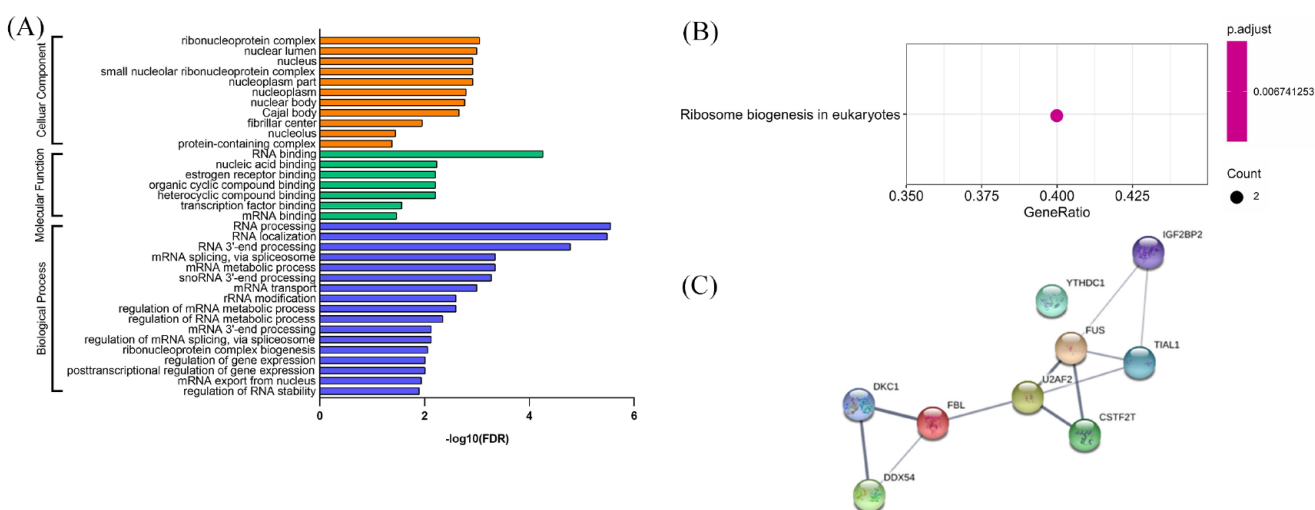 (A)
Celluar Component
ribonucleoprotein complex
nuclear lumen
nucleus
small nucleolar ribonucleoprotein complex
nucleoplasm part
nucleoplasm
nuclear body
Cajal body
fibrillar center
nucleolus
protein-containing complex
Molecular Function
RNA binding
nucleic acid binding
estrogen receptor binding
organic cyclic compound binding
heterocyclic compound binding
transcription factor binding
mRNA binding
Biological Process
RNA processing
RNA localization
RNA 3'-end processing
mRNA splicing, via spliceosome
mRNA metabolic process
snoRNA 3'-end processing
mRNA transport
rRNA modification
regulation of mRNA metabolic process
regulation of RNA metabolic process
mRNA 3'-end processing
regulation of mRNA splicing, via spliceosome
ribonucleoprotein complex biogenesis
regulation of gene expression
posttranscriptional regulation of gene expression
mRNA export from nucleus
regulation of RNA stability
0 2 4 6
-log10(FDR)
(B)
Ribosome biogenesis in eukaryotes
0.350 0.375 0.400 0.425
GeneRatio
p.adjust
0.006741253
Count
2
(C)
IGF2BP2
YTHDC1
FUS
TIAL1
U2AF2
DKC1
FBL
CSTF2T
DDX54